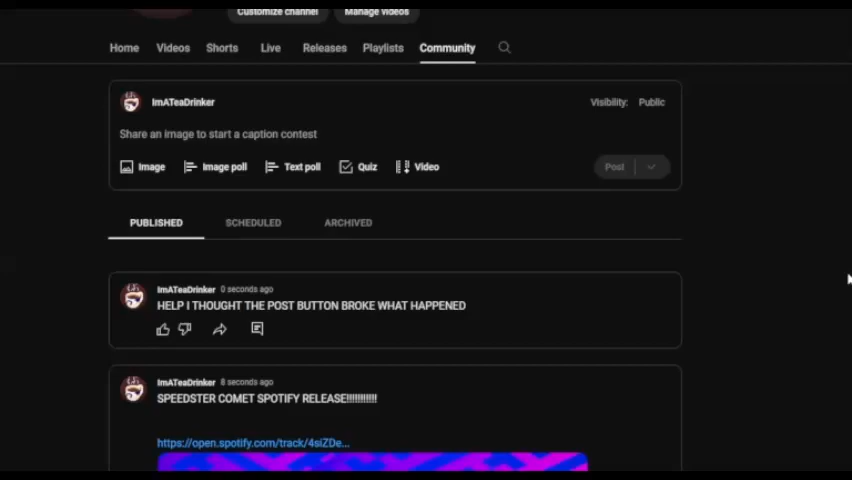 Customize channel Manage videos
Home Videos Shorts Live Releases Playlists Community
ImATeaDrinker Visibility: Public
Share an image to start a caption contest
Image Image poll Text poll Quiz Video Post
PUBLISHED SCHEDULED ARCHIVED
ImATeaDrinker 0 seconds ago
HELP I THOUGHT THE POST BUTTON BROKE WHAT HAPPENED
ImATeaDrinker 8 seconds ago
SPEEDSTER COMET SPOTIFY RELEASE!!!!!!!!!!!
https://open.spotify.com/track/4siZDe...